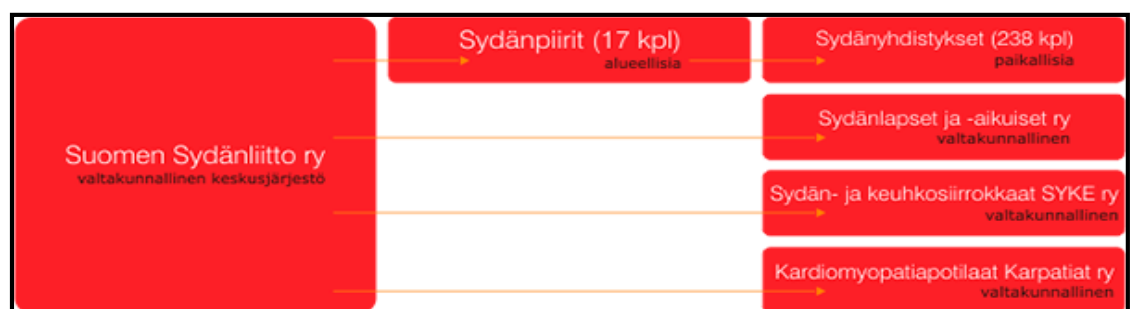 Suomen Sydänliitto ry
valtakunnallinen keskusjärjestö
Sydänpiirit (17 kpl)
alueellisia
Sydänyhdistykset (238 kpl)
paikallisia
Sydänlapset ja -aikuiset ry
valtakunnallinen
Sydän- ja keuhkosiirrokkaat SYKE ry
valtakunnallinen
Kardiomyopatiapotilaat Karpatiat ry
valtakunnallinen